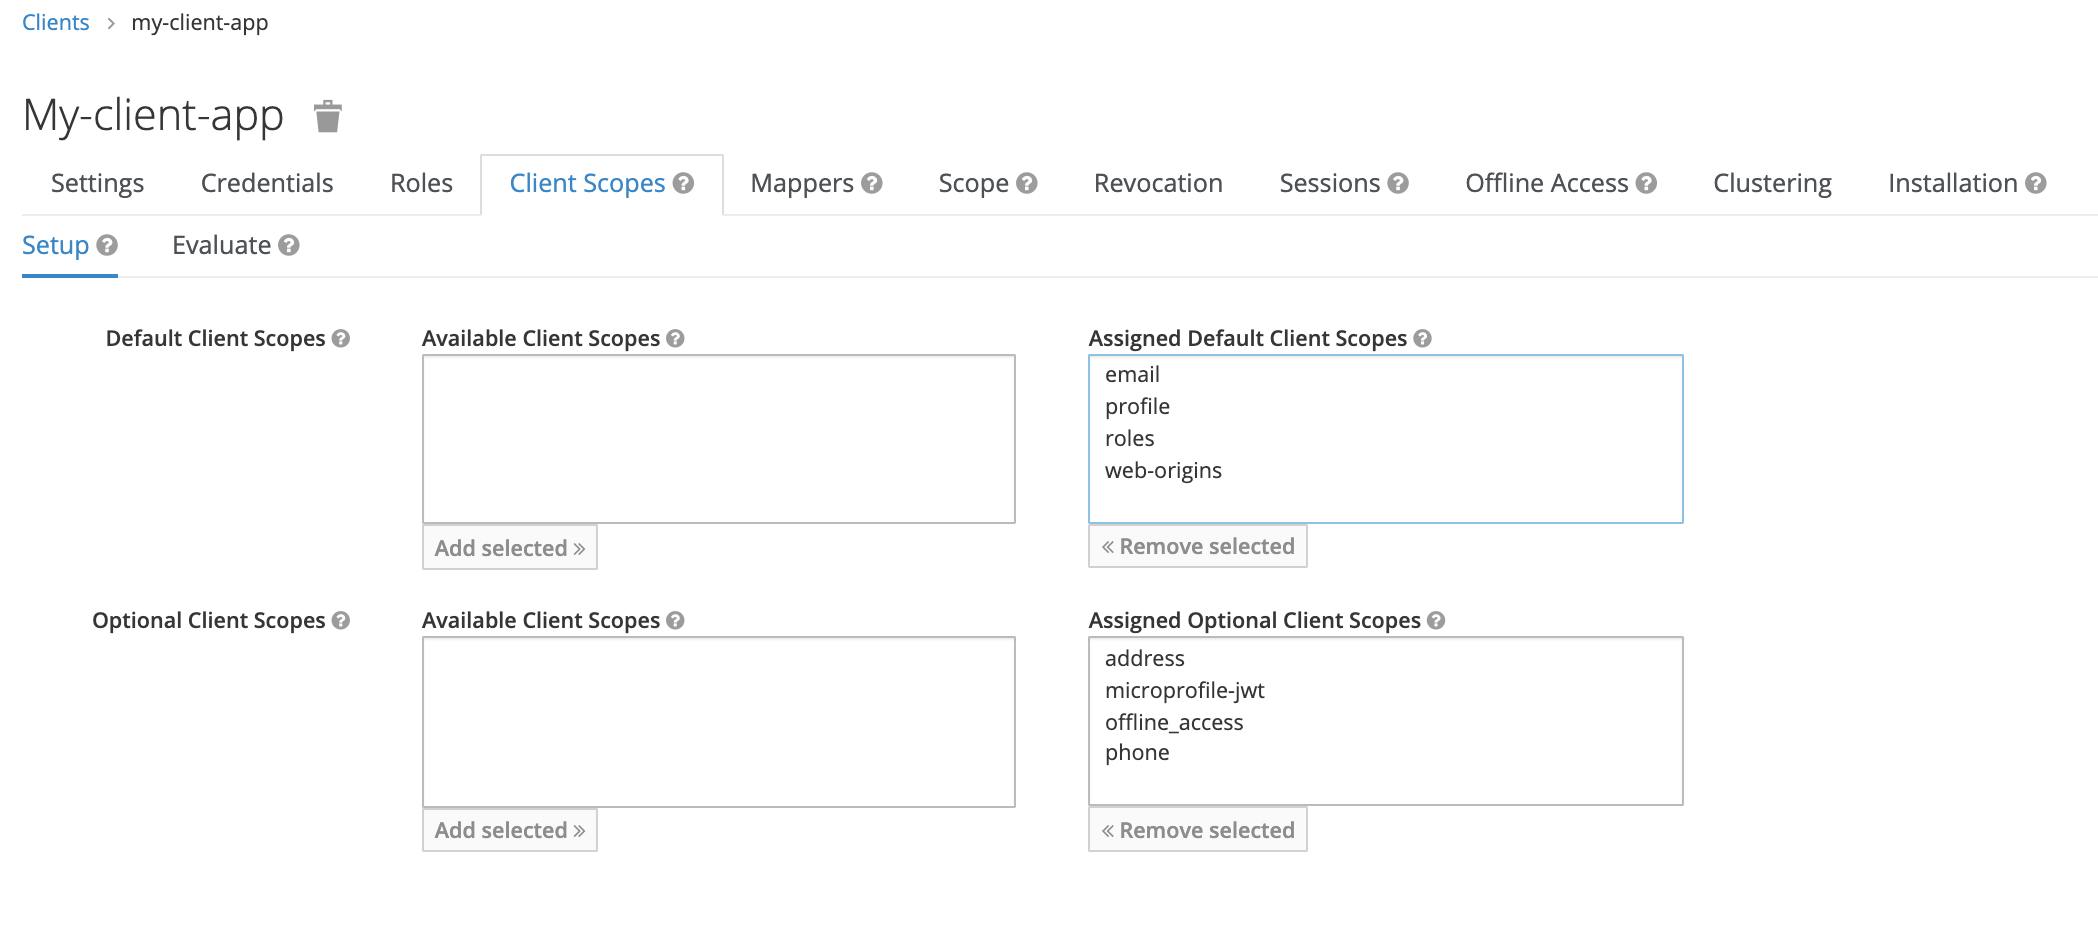 Clients > my-client-app
My-client-app
Settings Credentials Roles Client Scopes ? Mappers ? Scope ? Revocation Sessions ? Offline Access ? Clustering Installation ?
Setup ? Evaluate ?
Default Client Scopes ? Available Client Scopes ? Assigned Default Client Scopes ?
email
profile
roles
web-origins
Add selected » « Remove selected
Optional Client Scopes ? Available Client Scopes ? Assigned Optional Client Scopes ?
address
microprofile-jwt
offline_access
phone
Add selected » « Remove selected